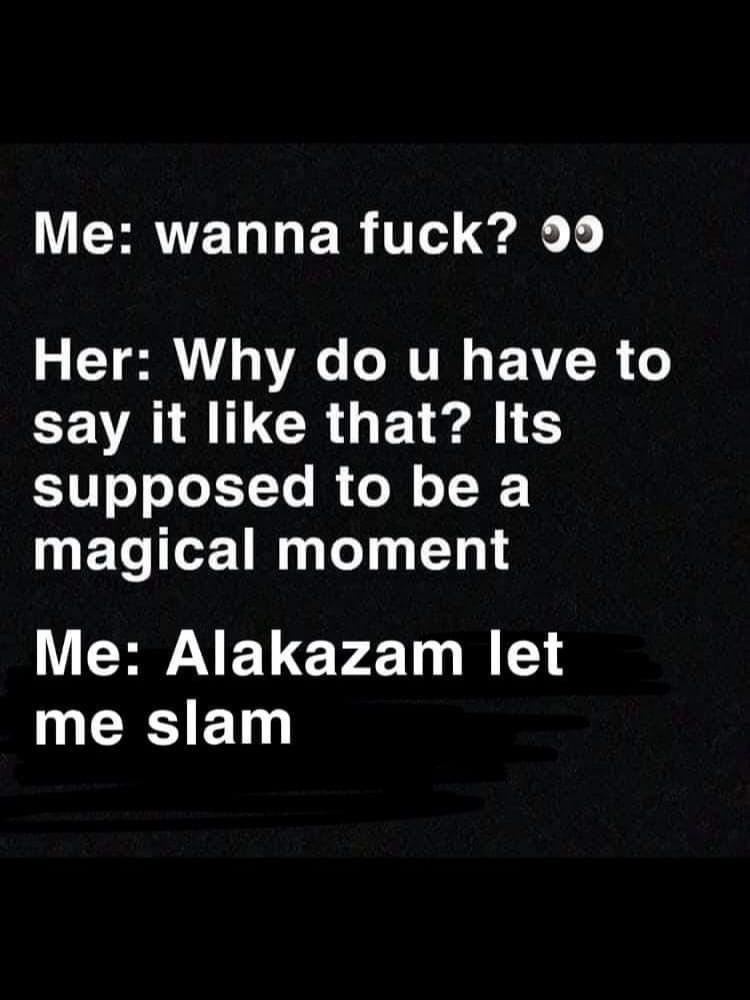 Me: wanna fuck? 👀
Her: Why do u have to
say it like that? Its
supposed to be a
magical moment
Me: Alakazam let
me slam